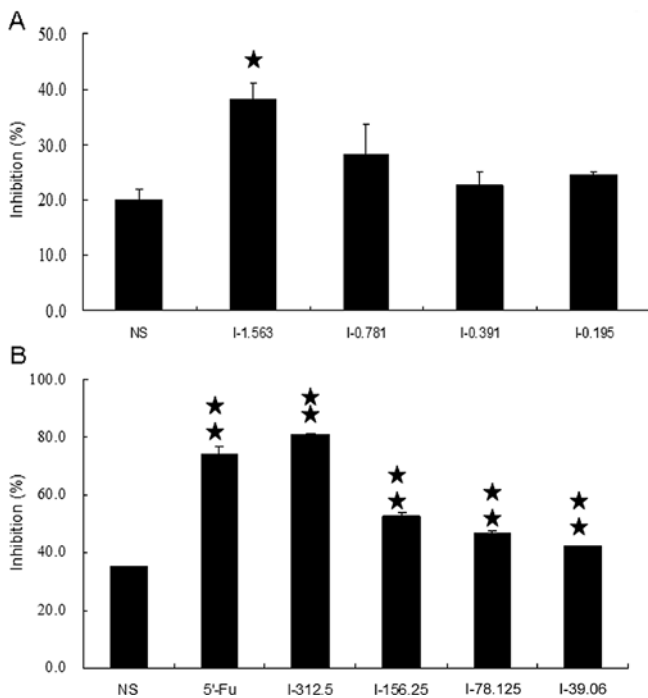 A
50.0
40.0
30.0
20.0
10.0
0.0
Inhibition (%)
NS I-1.563 I-0.781 I-0.391 I-0.195
B
100.0
80.0
60.0
40.0
20.0
0.0
Inhibition (%)
NS 5'-Fu I-312.5 I-156.25 I-78.125 I-39.06